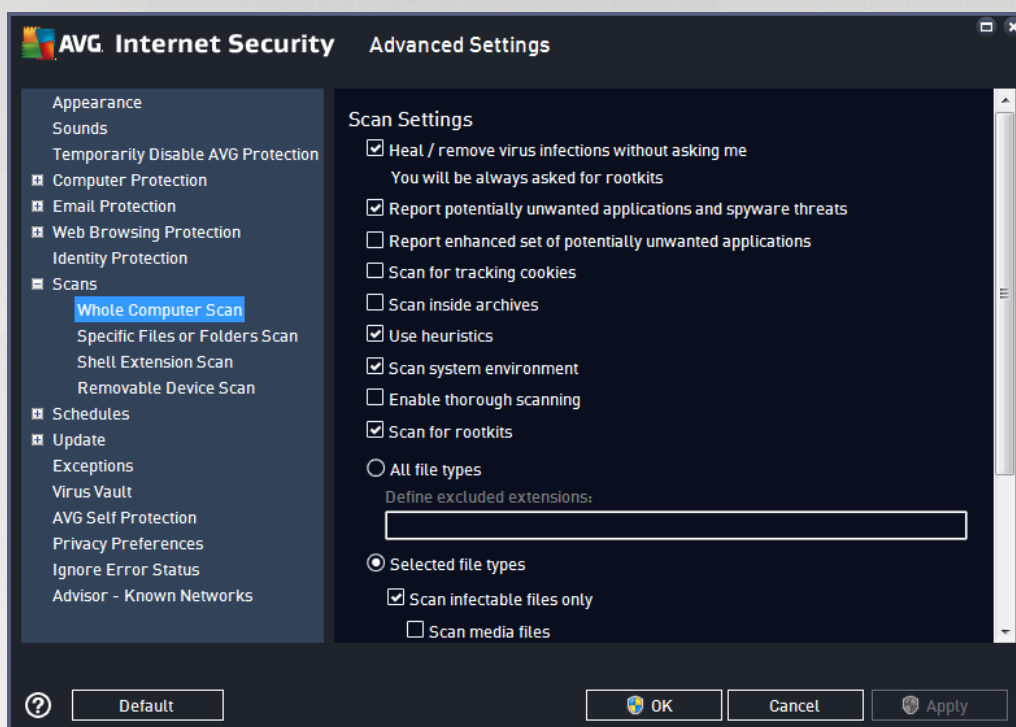 AVG. Internet Security Advanced Settings
Appearance
Sounds
Temporarily Disable AVG Protection
Computer Protection
Email Protection
Web Browsing Protection
Identity Protection
Scans
Whole Computer Scan
Specific Files or Folders Scan
Shell Extension Scan
Removable Device Scan
Schedules
Update
Exceptions
Virus Vault
AVG Self Protection
Privacy Preferences
Ignore Error Status
Advisor - Known Networks
Scan Settings
Heal / remove virus infections without asking me
You will be always asked for rootkits
Report potentially unwanted applications and spyware threats
Report enhanced set of potentially unwanted applications
Scan for tracking cookies
Scan inside archives
Use heuristics
Scan system environment
Enable thorough scanning
Scan for rootkits
All file types
Define excluded extensions:
Selected file types
Scan infectable files only
Scan media files
? Default OK Cancel Apply